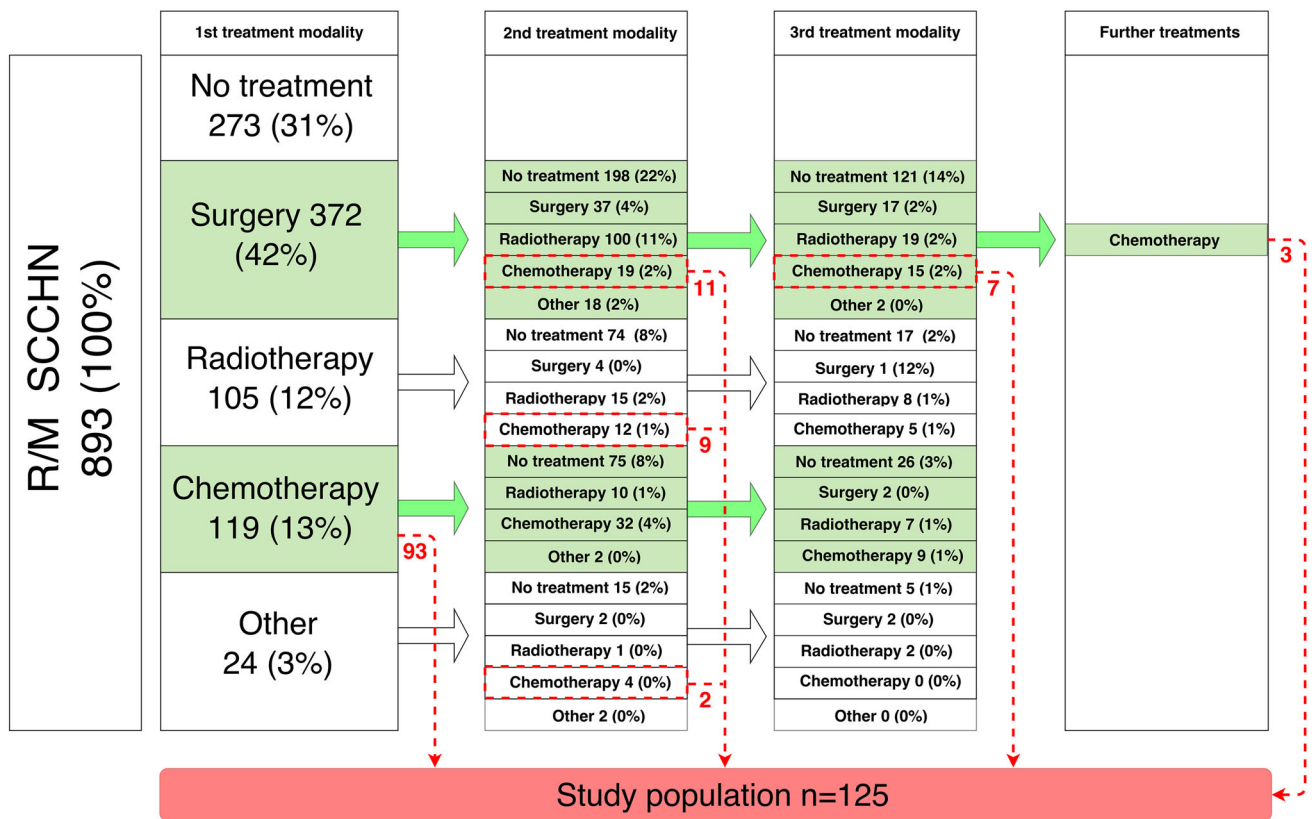 R/M SCCHN
893 (100%)
1st treatment modality
No treatment
273 (31%)
Surgery 372
(42%)
Radiotherapy
105 (12%)
Chemotherapy
119 (13%)
93
Other
24 (3%)
2nd treatment modality
No treatment 198 (22%)
Surgery 37 (4%)
Radiotherapy 100 (11%)
Chemotherapy 19 (2%)
11
Other 18 (2%)
No treatment 74 (8%)
Surgery 4 (0%)
Radiotherapy 15 (2%)
Chemotherapy 12 (1%)
9
No treatment 75 (8%)
Radiotherapy 10 (1%)
Chemotherapy 32 (4%)
Other 2 (0%)
No treatment 15 (2%)
Surgery 2 (0%)
Radiotherapy 1 (0%)
Chemotherapy 4 (0%)
2
Other 2 (0%)
3rd treatment modality
No treatment 121 (14%)
Surgery 17 (2%)
Radiotherapy 19 (2%)
Chemotherapy 15 (2%)
7
Other 2 (0%)
No treatment 17 (2%)
Surgery 1 (12%)
Radiotherapy 8 (1%)
Chemotherapy 5 (1%)
No treatment 26 (3%)
Surgery 2 (0%)
Radiotherapy 7 (1%)
Chemotherapy 9 (1%)
No treatment 5 (1%)
Surgery 2 (0%)
Radiotherapy 2 (0%)
Chemotherapy 0 (0%)
Other 0 (0%)
Further treatments
Chemotherapy
3
Study population n=125